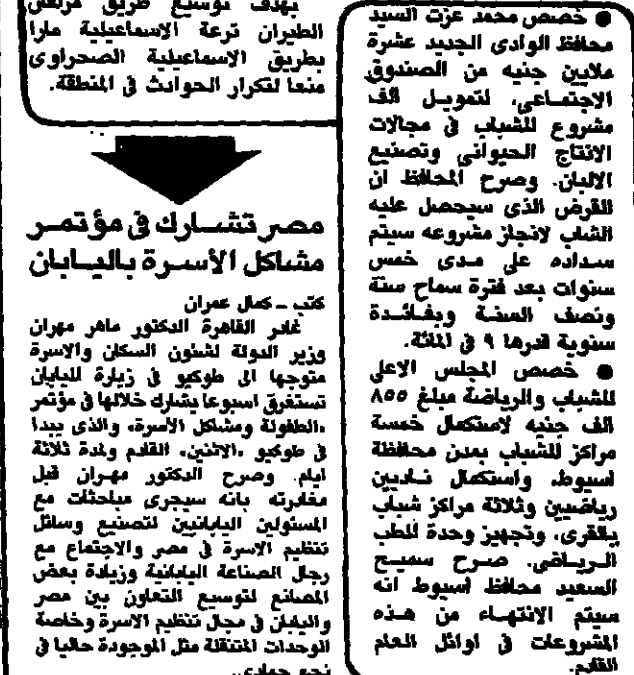 ● خصص محمد عزت السيد
محافظ الوادى الجديد عشرة
ملايين جنيه من الصندوق
الاجتماعى، لتمويل الف
مشروع للشباب فى مجالات
الانتاج الحيوانى وتصنيع
الالبان. وصرح المحافظ ان
القرض الذى سيحصل عليه
الشاب لانجاز مشروعه سيتم
سداده على مدى خمس
سنوات بعد فترة سماح سنة
ونصف السنة وبفائدة
سنوية قدرها ٩ فى المائة.
● خصص المجلس الاعلى
للشباب والرياضة مبلغ ٨٥٥
الف جنيه لاستكمال خمسة
مراكز للشباب بمدن محافظة
اسيوط، واستكمال ناديين
رياضيين وثلاثة مراكز شباب
بالقرى، وتجهيز وحدة للطب
الرياضى. صرح سميح
السعيد محافظ اسيوط انه
سيتم الانتهاء من هذه
المشروعات فى اوائل العام
القادم.
يهدف توسيع طريق مرتفعى
الطيران ترعة الاسماعيلية مارا
بطريق الاسماعيلية الصحراوى
منعا لتكرار الحوادث فى المنطقة.
مصر تشارك فى مؤتمر
مشاكل الأسرة باليابان
كتب ــ كمال عمران
غادر القاهرة الدكتور ماهر مهران
وزير الدولة لشئون السكان والاسرة
متوجها الى طوكيو فى زيارة لليابان
تستغرق اسبوعا يشارك خلالها فى مؤتمر
«الطفولة ومشاكل الأسرة» والذى يبدا
فى طوكيو «الاثنين» القادم ولمدة ثلاثة
ايام. وصرح الدكتور مهران قبل
مغادرته بانه سيجرى مباحثات مع
المسئولين اليابانيين لتصنيع وسائل
تنظيم الاسرة فى مصر والاجتماع مع
رجال الصناعة اليابانية وزيادة بعض
المصانع لتوسيع التعاون بين مصر
واليابان فى مجال تنظيم الاسرة وخاصة
الوحدات المتنقلة مثل الموجودة حاليا فى
نجع حمادى.